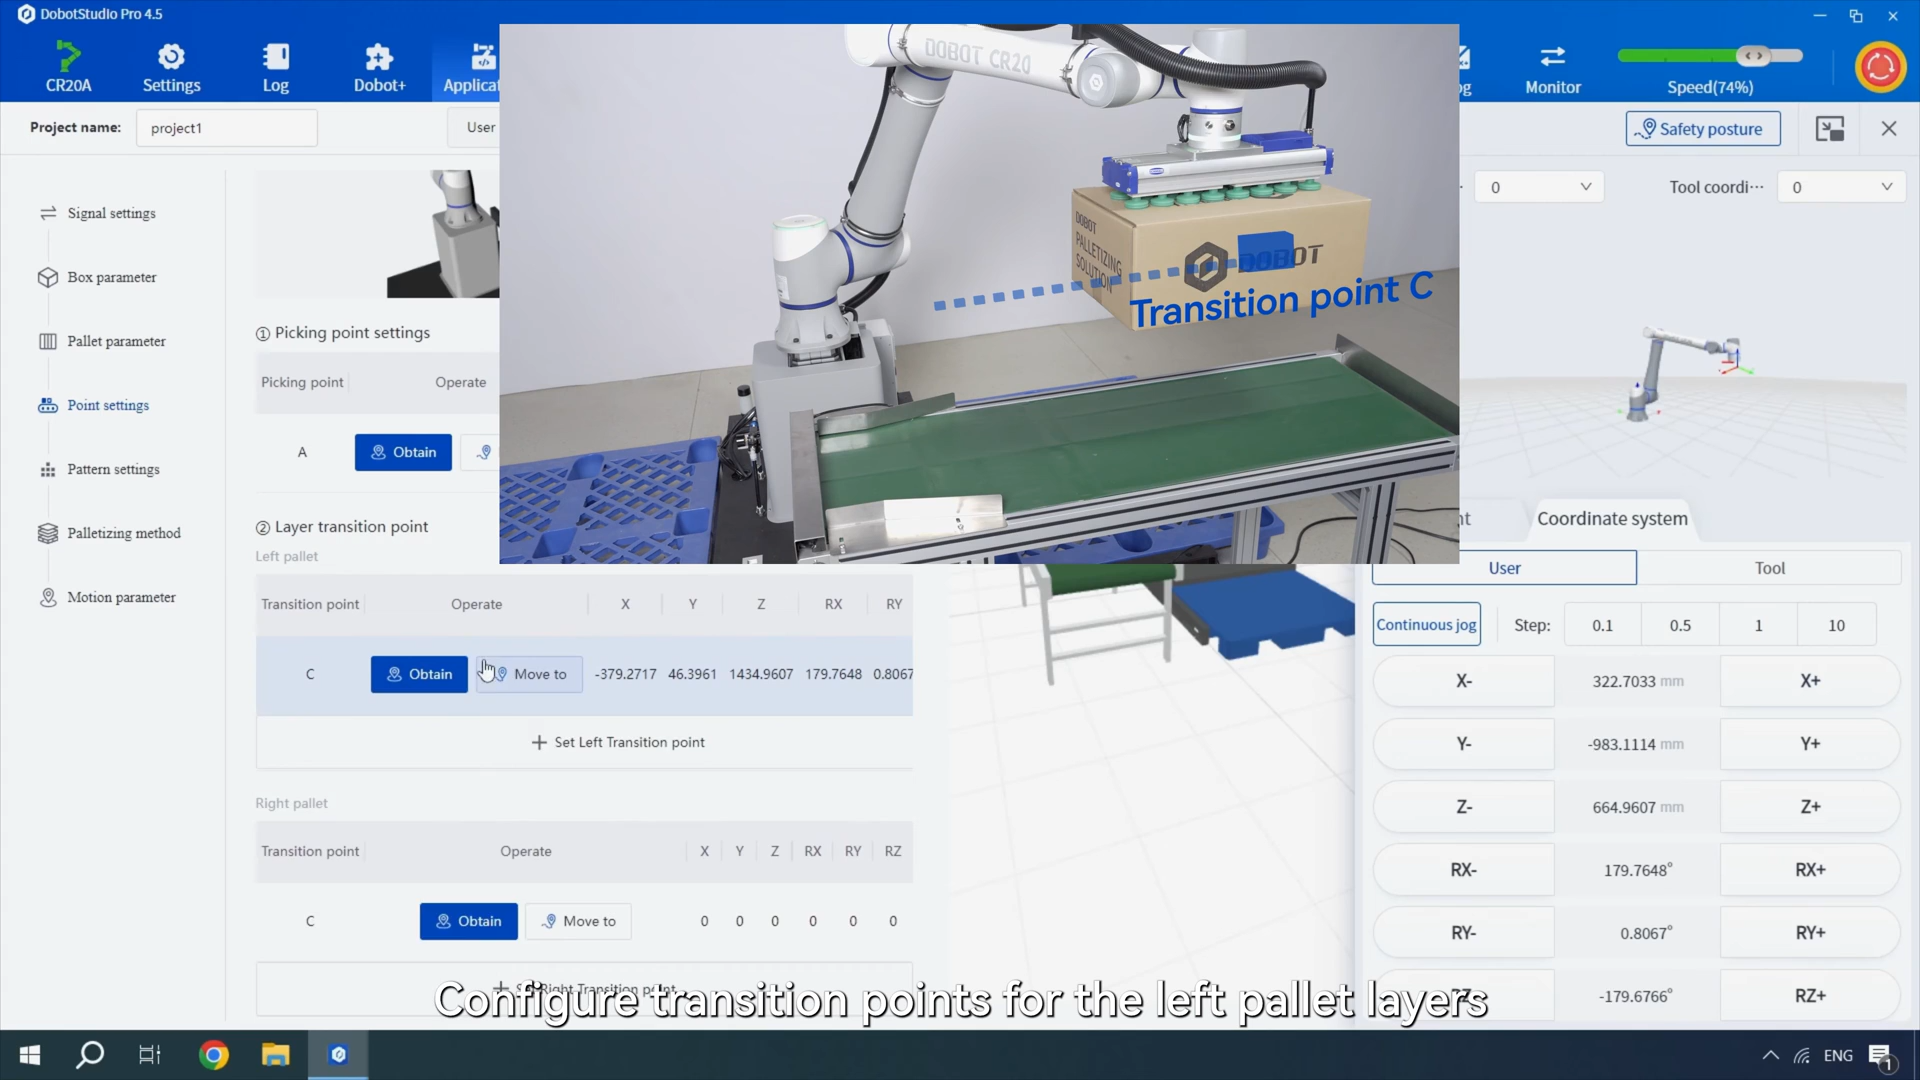 DobotStudio Pro 4.5
CR20A
Settings
Log
Dobot+
Monitor
Speed(74%)
Project name:
project1
User
Safety posture
0
Tool coordi···
0
Signal settings
Box parameter
Pallet parameter
Point settings
Pattern settings
Palletizing method
Motion parameter
① Picking point settings
Picking point
Operate
A
Obtain
② Layer transition point
Left pallet
Transition point
Operate
X
Y
Z
RX
RY
C
Obtain
Move to
-379.2717
46.3961
1434.9607
179.7648
0.8067
Set Left Transition point
Right pallet
Transition point
Operate
X
Y
Z
RX
RY
RZ
C
Obtain
Move to
0
0
0
0
0
0
DOBOT CR20
DOBOT
PALLETIZING
SOLUTION
DOBOT
Transition point C
Coordinate system
User
Tool
Continuous jog
Step:
0.1
0.5
1
10
X-
322.7033 mm
X+
Y-
-983.1114 mm
Y+
Z-
664.9607 mm
Z+
RX-
179.7648°
RX+
RY-
0.8067°
RY+
-179.6766°
RZ+
Configure transition points for the left pallet layers
ENG
1